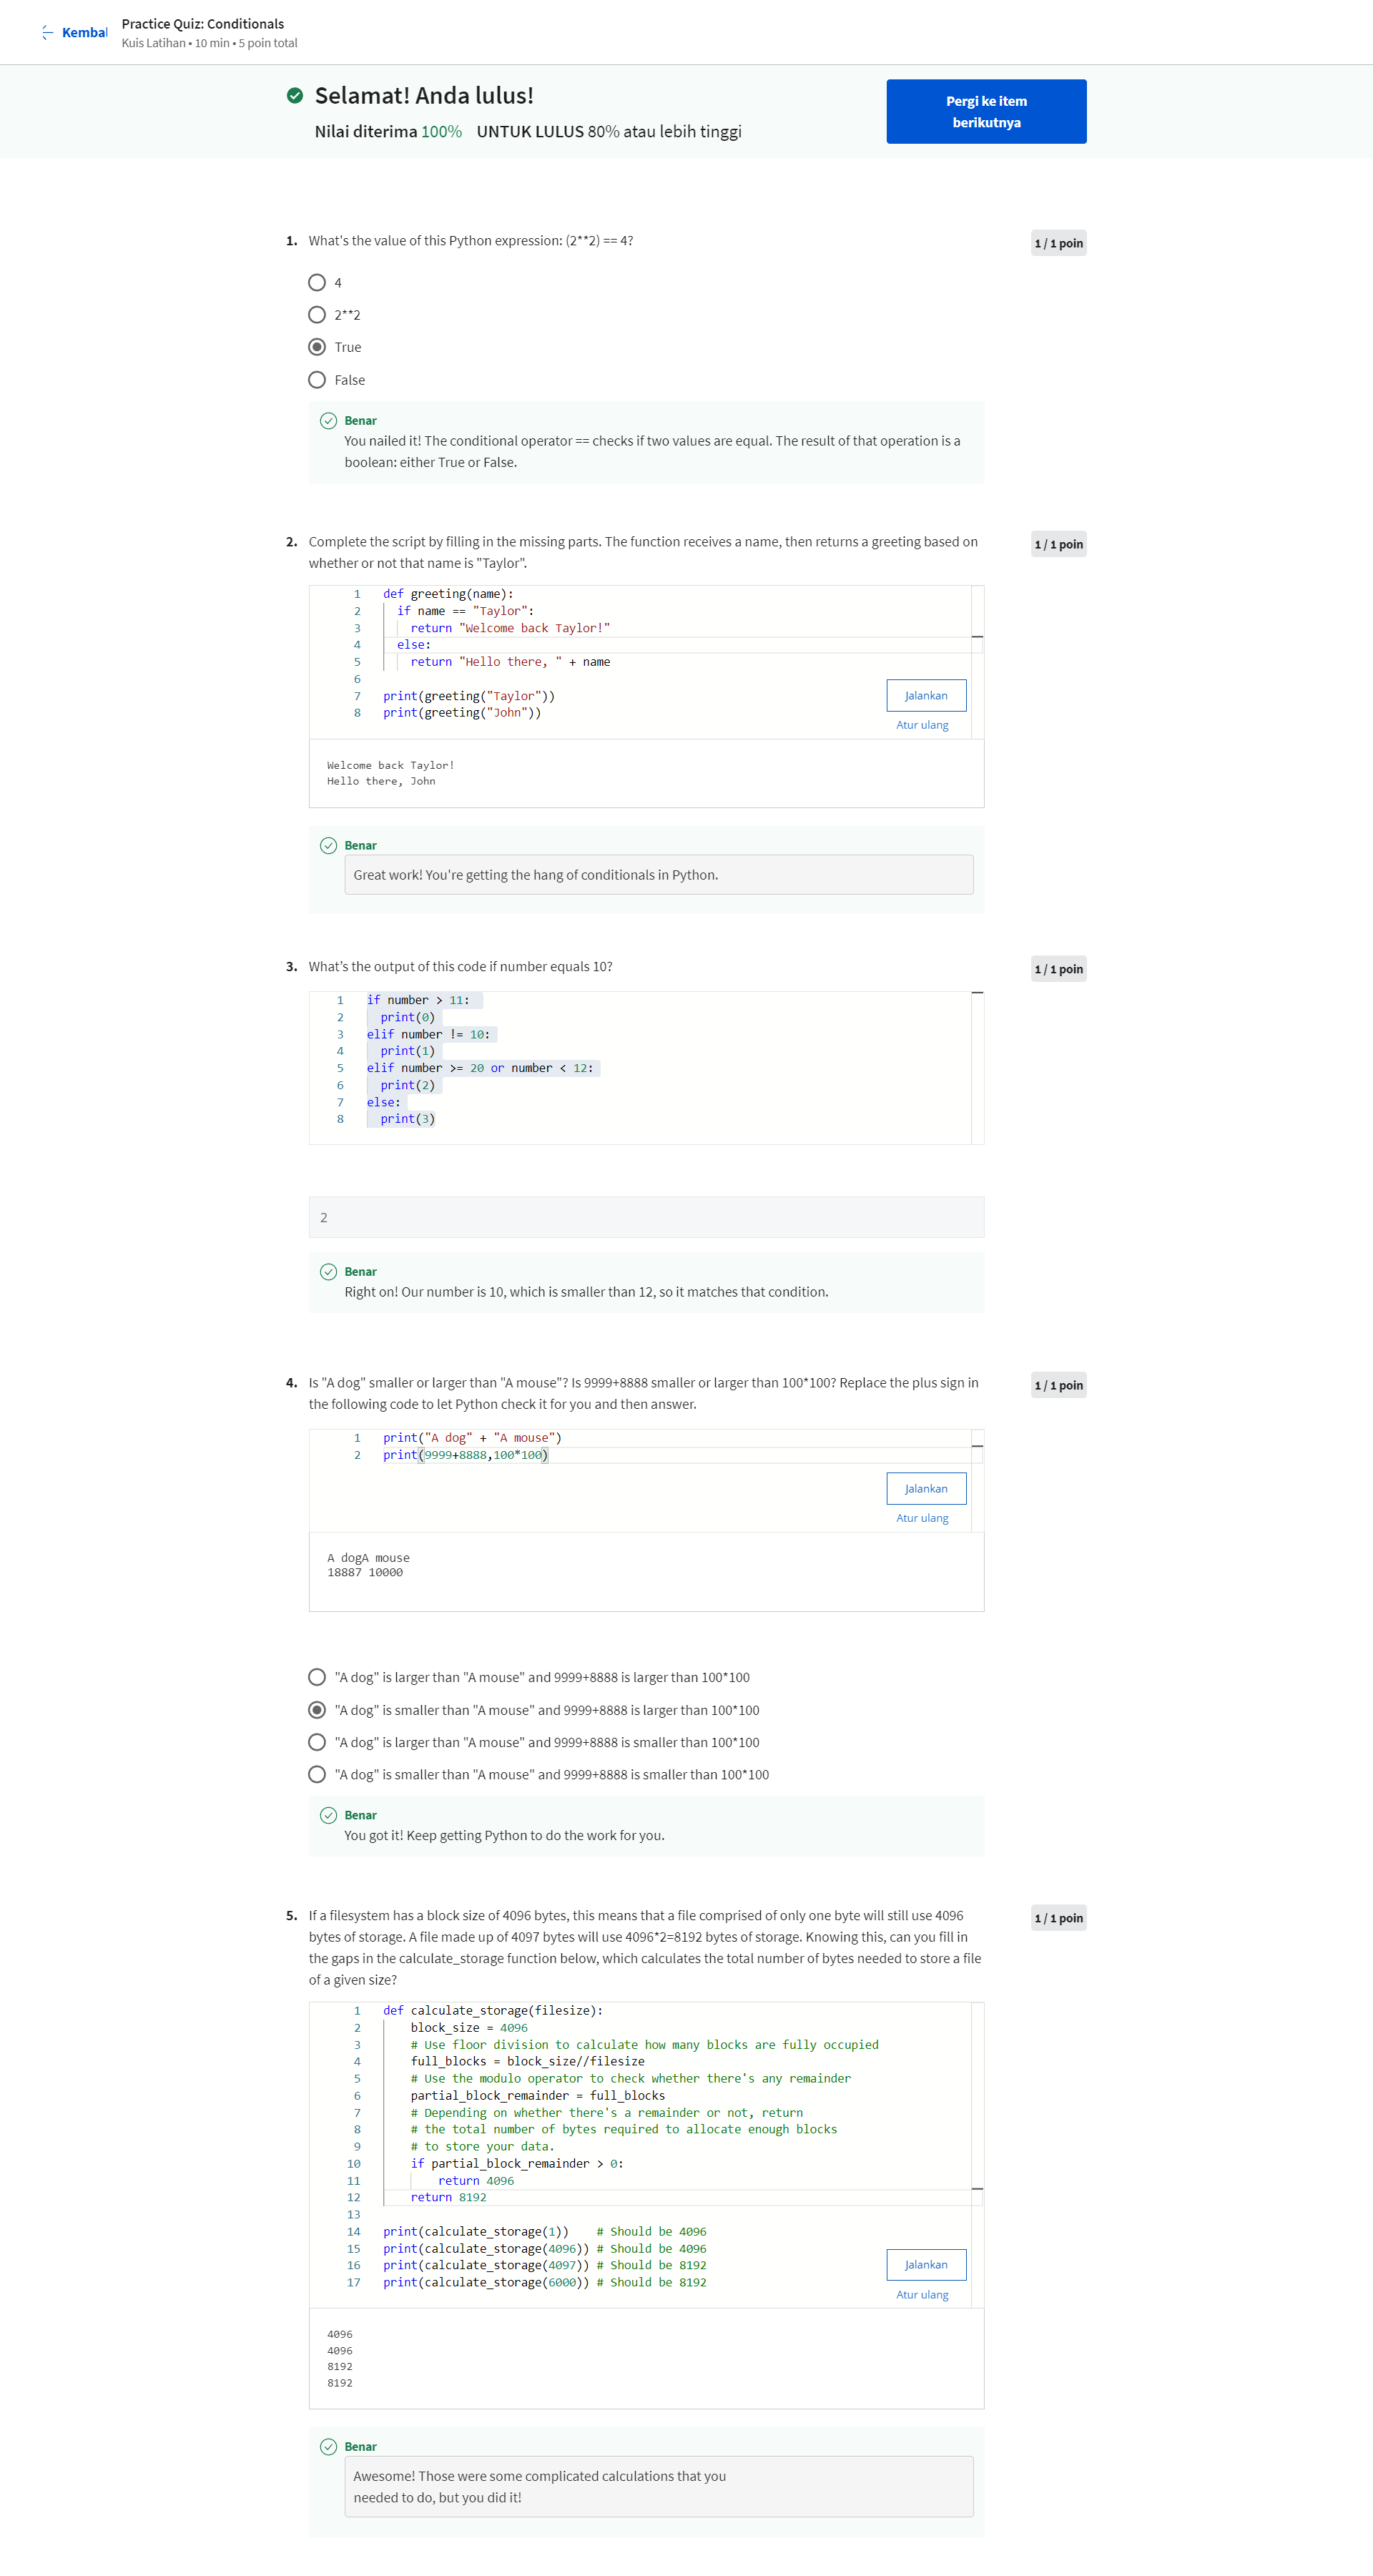 Kembal
Practice Quiz: Conditionals
Kuis Latihan • 10 min • 5 poin total
Selamat! Anda lulus!
Nilai diterima 100% UNTUK LULUS 80% atau lebih tinggi
Pergi ke item
berikutnya
1. What's the value of this Python expression: (2**2) == 4?
1 / 1 poin
4
2**2
True
False
Benar
You nailed it! The conditional operator == checks if two values are equal. The result of that operation is a
boolean: either True or False.
2. Complete the script by filling in the missing parts. The function receives a name, then returns a greeting based on
whether or not that name is "Taylor".
1 / 1 poin
1 def greeting(name):
2   if name == "Taylor":
3     return "Welcome back Taylor!"
4   else:
5     return "Hello there, " + name
6
7 print(greeting("Taylor"))
8 print(greeting("John"))
Jalankan
Atur ulang
Welcome back Taylor!
Hello there, John
Benar
Great work! You're getting the hang of conditionals in Python.
3. What’s the output of this code if number equals 10?
1 / 1 poin
1 if number > 11:
2   print(0)
3 elif number != 10:
4   print(1)
5 elif number >= 20 or number < 12:
6   print(2)
7 else:
8   print(3)
2
Benar
Right on! Our number is 10, which is smaller than 12, so it matches that condition.
4. Is "A dog" smaller or larger than "A mouse"? Is 9999+8888 smaller or larger than 100*100? Replace the plus sign in
the following code to let Python check it for you and then answer.
1 / 1 poin
1 print("A dog" + "A mouse")
2 print(9999+8888,100*100)
Jalankan
Atur ulang
A dogA mouse
18887 10000
"A dog" is larger than "A mouse" and 9999+8888 is larger than 100*100
"A dog" is smaller than "A mouse" and 9999+8888 is larger than 100*100
"A dog" is larger than "A mouse" and 9999+8888 is smaller than 100*100
"A dog" is smaller than "A mouse" and 9999+8888 is smaller than 100*100
Benar
You got it! Keep getting Python to do the work for you.
5. If a filesystem has a block size of 4096 bytes, this means that a file comprised of only one byte will still use 4096
bytes of storage. A file made up of 4097 bytes will use 4096*2=8192 bytes of storage. Knowing this, can you fill in
the gaps in the calculate_storage function below, which calculates the total number of bytes needed to store a file
of a given size?
1 / 1 poin
1 def calculate_storage(filesize):
2     block_size = 4096
3     # Use floor division to calculate how many blocks are fully occupied
4     full_blocks = block_size//filesize
5     # Use the modulo operator to check whether there's any remainder
6     partial_block_remainder = full_blocks
7     # Depending on whether there's a remainder or not, return
8     # the total number of bytes required to allocate enough blocks
9     # to store your data.
10     if partial_block_remainder > 0:
11         return 4096
12     return 8192
13
14 print(calculate_storage(1))    # Should be 4096
15 print(calculate_storage(4096)) # Should be 4096
16 print(calculate_storage(4097)) # Should be 8192
17 print(calculate_storage(6000)) # Should be 8192
Jalankan
Atur ulang
4096
4096
8192
8192
Benar
Awesome! Those were some complicated calculations that you
needed to do, but you did it!